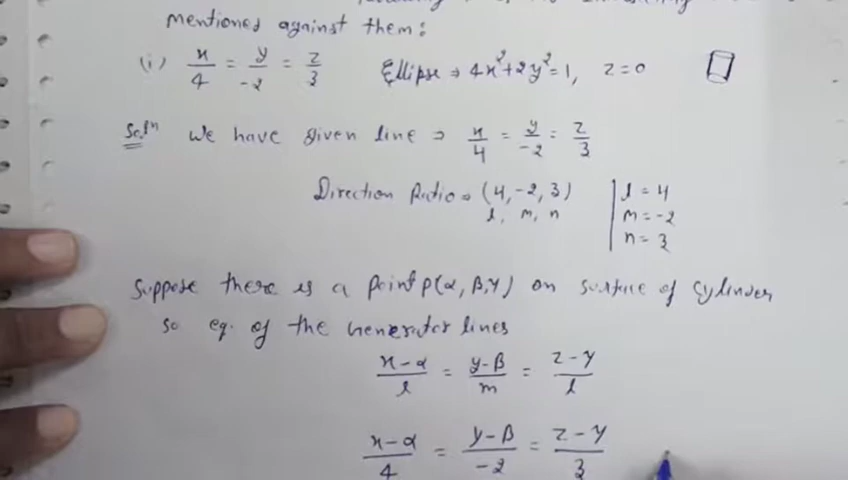 mentioned against them:
(i) x/4 = y/-2 = z/3 Ellipse → 4x²+2y²=1, z=0
Solⁿ We have given line → x/4 = y/-2 = z/3
Direction Ratio → (4,-2,3) l = 4
l, m, n m = -2
n = 3
Suppose there is a point p(α, β, γ) on surface of cylinder
so eq. of the Generator lines
x-α/l = y-β/m = z-γ/l
x-α/4 = y-β/-2 = z-γ/3